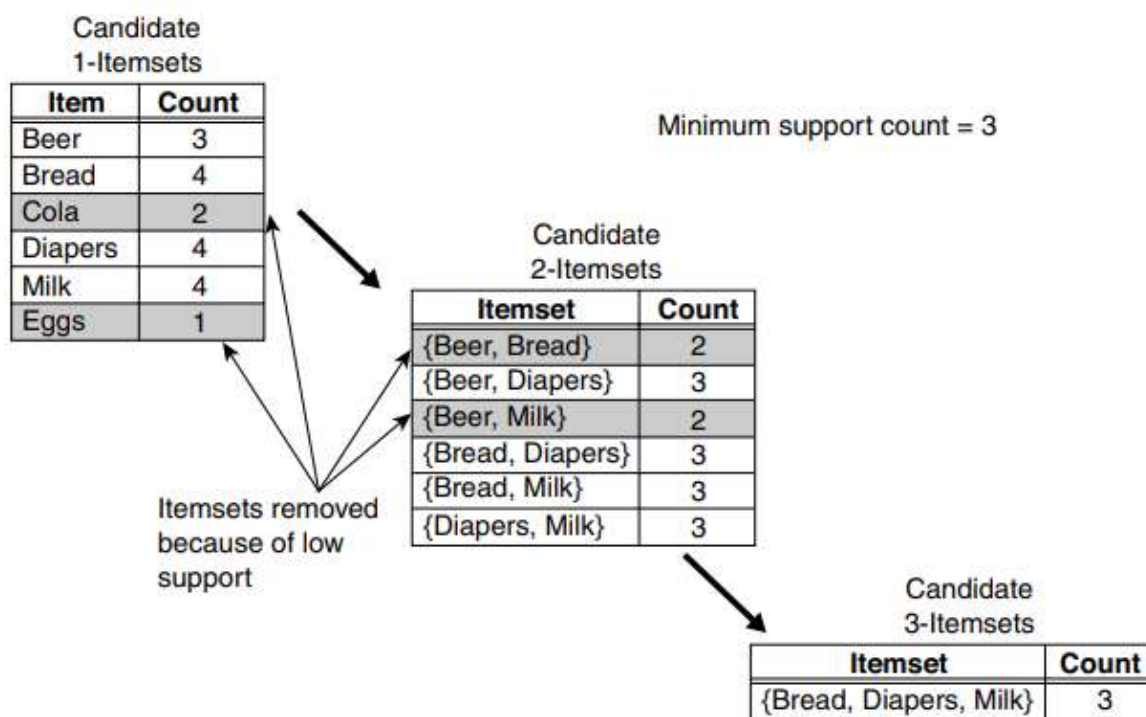 Candidate
1-Itemsets
Item Count
Beer 3
Bread 4
Cola 2
Diapers 4
Milk 4
Eggs 1
Minimum support count = 3
Candidate
2-Itemsets
Itemset Count
{Beer, Bread} 2
{Beer, Diapers} 3
{Beer, Milk} 2
{Bread, Diapers} 3
{Bread, Milk} 3
{Diapers, Milk} 3
Itemsets removed
because of low
support
Candidate
3-Itemsets
Itemset Count
{Bread, Diapers, Milk} 3